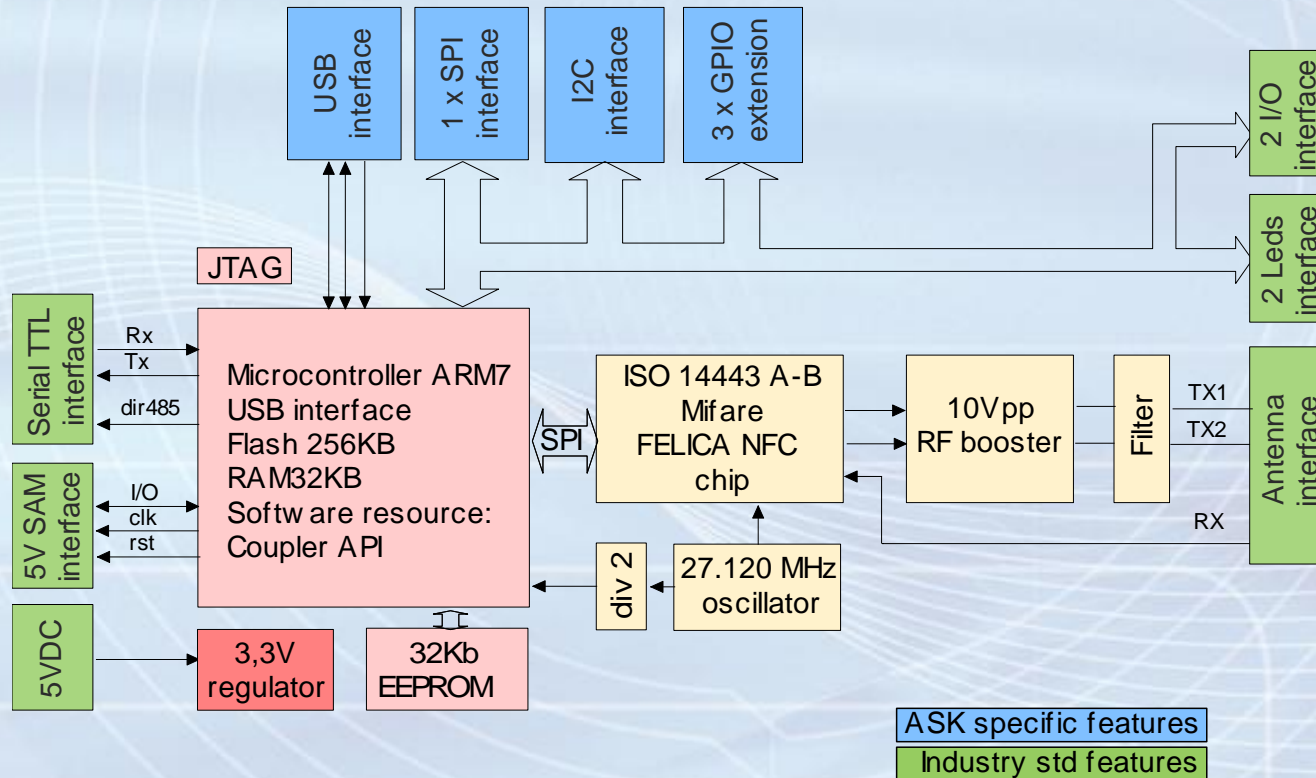 USB
interface
1 x SPI
interface
I2C
interface
3 x GPIO
extension
2 I/O
interface
2 Leds
interface
JTAG
Serial TTL
interface
Rx
Tx
dir485
Microcontroller ARM7
USB interface
Flash 256KB
RAM32KB
Software resource:
Coupler API
SPI
ISO 14443 A-B
Mifare
FELICA NFC
chip
10Vpp
RF booster
Filter
TX1
TX2
RX
Antenna
interface
5V SAM
interface
I/O
clk
rst
div 2
27.120 MHz
oscillator
5VDC
3,3V
regulator
32Kb
EEPROM
ASK specific features
Industry std features